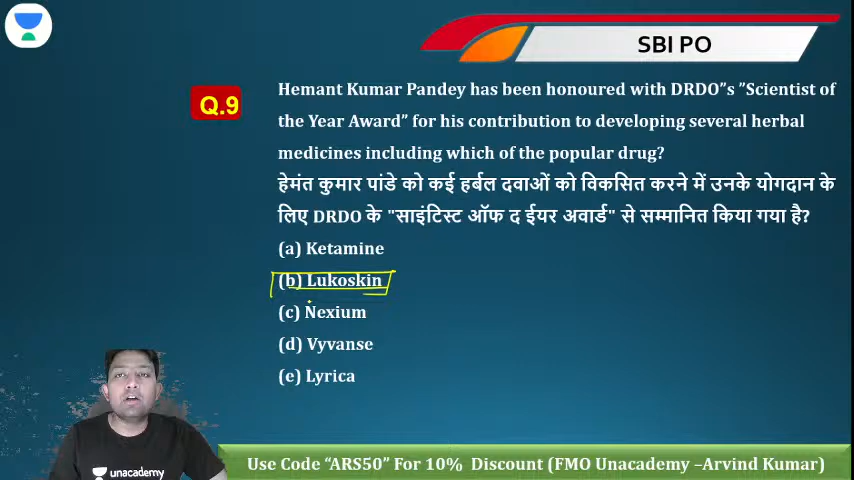 SBI PO
Q.9
Hemant Kumar Pandey has been honoured with DRDO"s "Scientist of
the Year Award" for his contribution to developing several herbal
medicines including which of the popular drug?
हेमंत कुमार पांडे को कई हर्बल दवाओं को विकसित करने में उनके योगदान के
लिए DRDO के "साइंटिस्ट ऑफ द ईयर अवार्ड" से सम्मानित किया गया है?
(a) Ketamine
(b) Lukoskin
(c) Nexium
(d) Vyvanse
(e) Lyrica
unacademy
Use Code "ARS50" For 10% Discount (FMO Unacademy –Arvind Kumar)